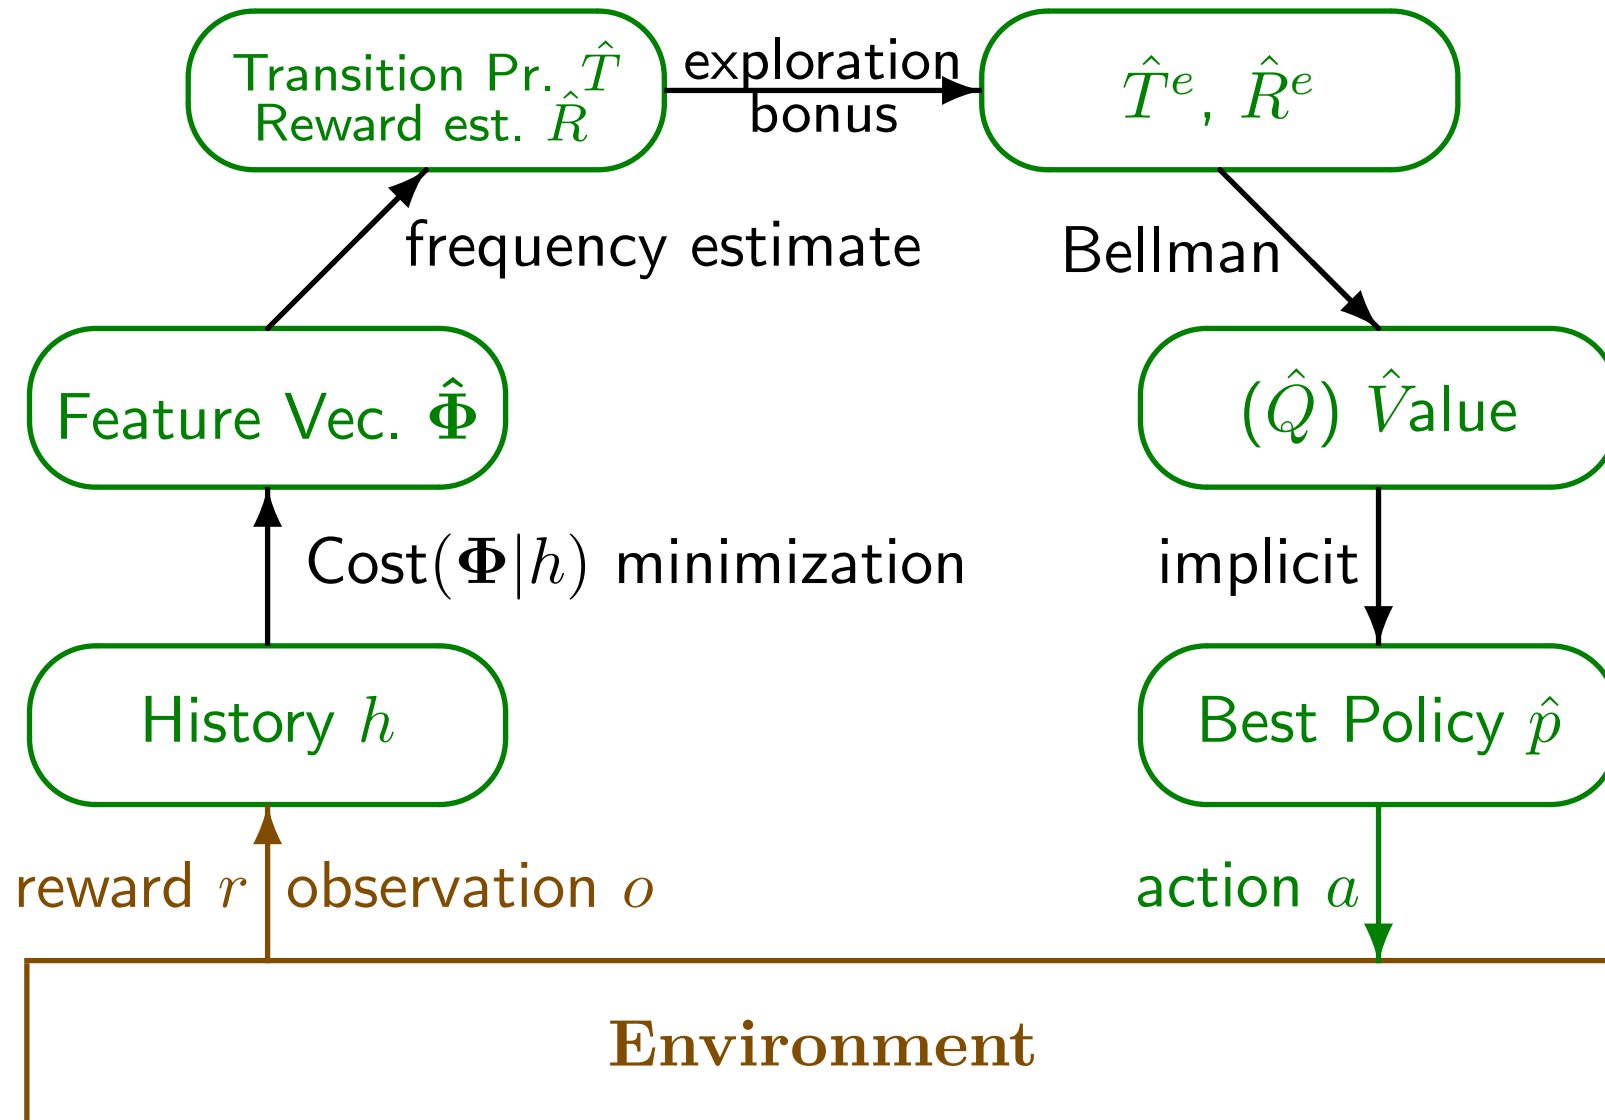 Transition Pr. T̂
Reward est. R̂
exploration
bonus
T̂ᵉ, R̂ᵉ
frequency estimate
Bellman
Feature Vec. Φ̂
(Q̂) V̂alue
Cost(Φ|h) minimization
implicit
History h
Best Policy p̂
reward r
observation o
action a
Environment